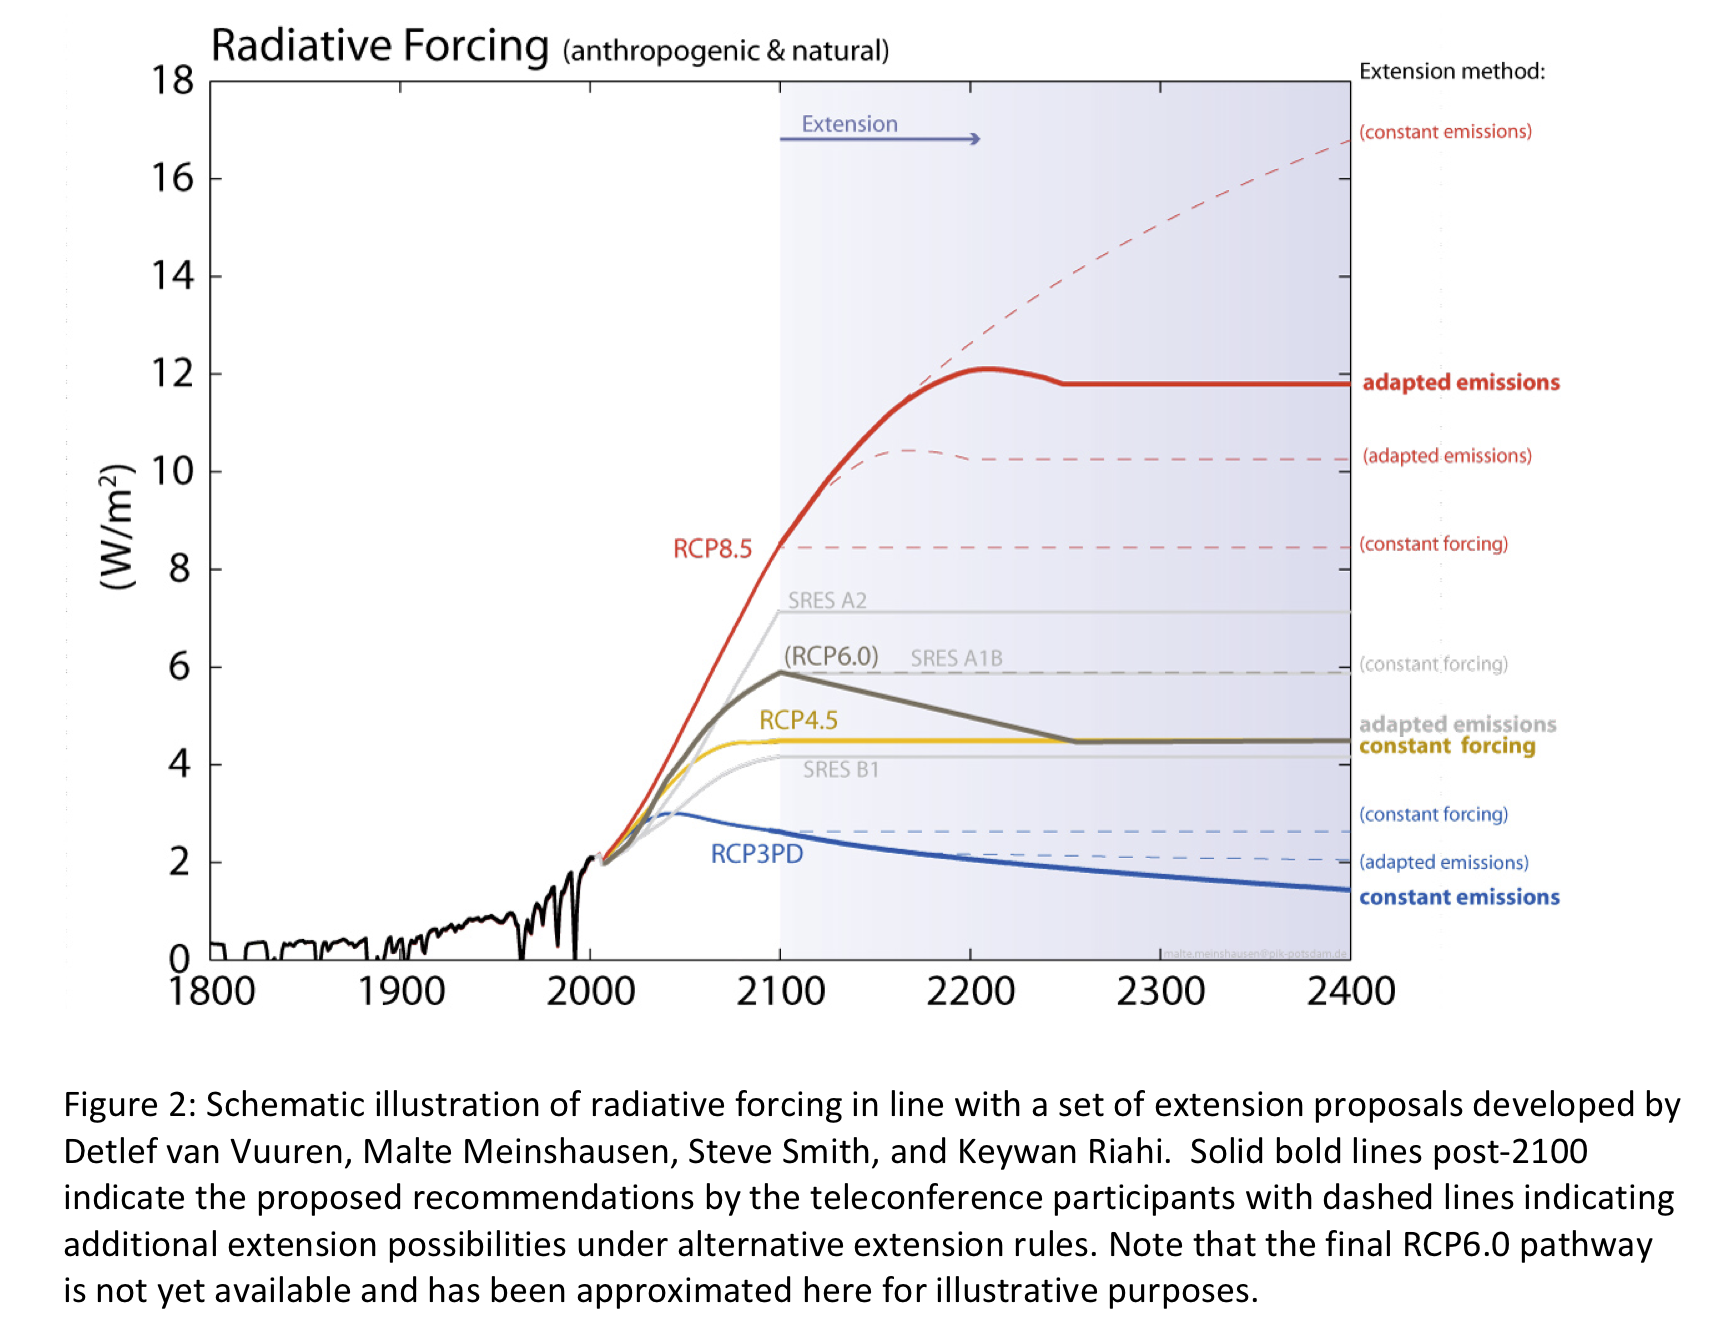 Radiative Forcing (anthropogenic & natural)
Extension method:
18
16
14
12
10
8
6
4
2
0
(W/m²)
1800 1900 2000 2100 2200 2300 2400
Extension
(constant emissions)
adapted emissions
(adapted emissions)
RCP8.5
(constant forcing)
SRES A2
(RCP6.0)
SRES A1B
(constant forcing)
RCP4.5
adapted emissions
constant forcing
SRES B1
(constant forcing)
RCP3PD
(adapted emissions)
constant emissions
malte.meinshausen@pik-potsdam.de
Figure 2: Schematic illustration of radiative forcing in line with a set of extension proposals developed by
Detlef van Vuuren, Malte Meinshausen, Steve Smith, and Keywan Riahi.  Solid bold lines post-2100
indicate the proposed recommendations by the teleconference participants with dashed lines indicating
additional extension possibilities under alternative extension rules. Note that the final RCP6.0 pathway
is not yet available and has been approximated here for illustrative purposes.